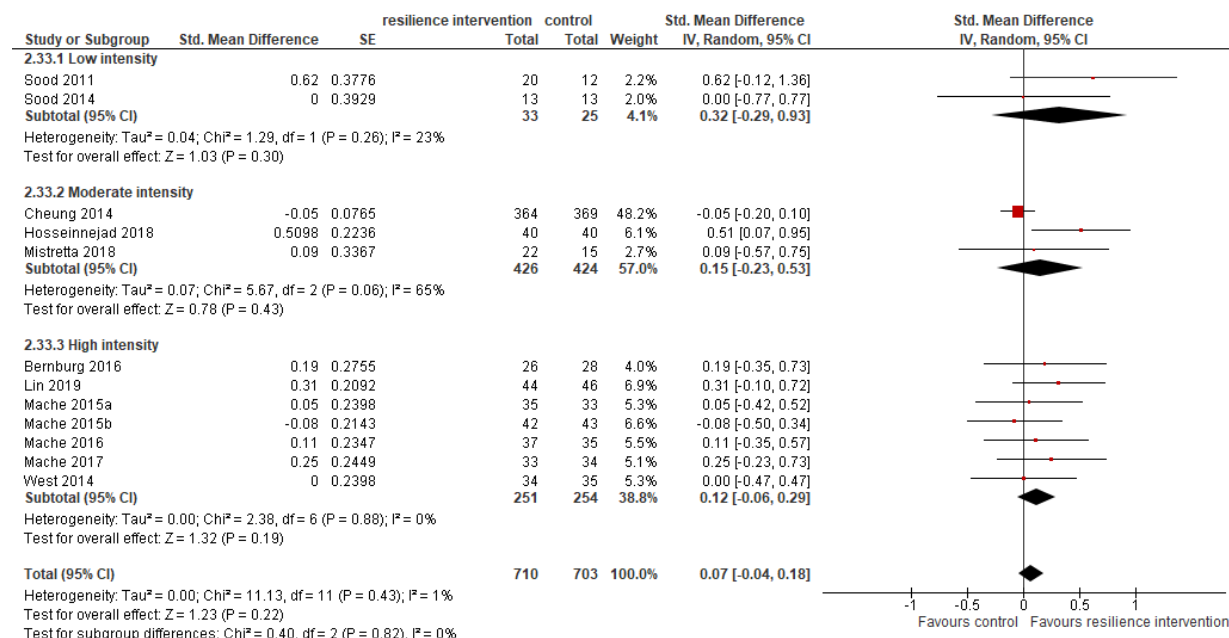 resilience intervention control Std. Mean Difference Std. Mean Difference
Study or Subgroup Std. Mean Difference SE Total Total Weight IV, Random, 95% CI IV, Random, 95% CI
2.33.1 Low intensity
Sood 2011 0.62 0.3776 20 12 2.2% 0.62 [-0.12, 1.36]
Sood 2014 0 0.3929 13 13 2.0% 0.00 [-0.77, 0.77]
Subtotal (95% CI) 33 25 4.1% 0.32 [-0.29, 0.93]
Heterogeneity: Tau² = 0.04; Chi² = 1.29, df = 1 (P = 0.26); I² = 23%
Test for overall effect: Z = 1.03 (P = 0.30)
2.33.2 Moderate intensity
Cheung 2014 -0.05 0.0765 364 369 48.2% -0.05 [-0.20, 0.10]
Hosseinnejad 2018 0.5098 0.2236 40 40 6.1% 0.51 [0.07, 0.95]
Mistretta 2018 0.09 0.3367 22 15 2.7% 0.09 [-0.57, 0.75]
Subtotal (95% CI) 426 424 57.0% 0.15 [-0.23, 0.53]
Heterogeneity: Tau² = 0.07; Chi² = 5.67, df = 2 (P = 0.06); I² = 65%
Test for overall effect: Z = 0.78 (P = 0.43)
2.33.3 High intensity
Bernburg 2016 0.19 0.2755 26 28 4.0% 0.19 [-0.35, 0.73]
Lin 2019 0.31 0.2092 44 46 6.9% 0.31 [-0.10, 0.72]
Mache 2015a 0.05 0.2398 35 33 5.3% 0.05 [-0.42, 0.52]
Mache 2015b -0.08 0.2143 42 43 6.6% -0.08 [-0.50, 0.34]
Mache 2016 0.11 0.2347 37 35 5.5% 0.11 [-0.35, 0.57]
Mache 2017 0.25 0.2449 33 34 5.1% 0.25 [-0.23, 0.73]
West 2014 0 0.2398 34 35 5.3% 0.00 [-0.47, 0.47]
Subtotal (95% CI) 251 254 38.8% 0.12 [-0.06, 0.29]
Heterogeneity: Tau² = 0.00; Chi² = 2.38, df = 6 (P = 0.88); I² = 0%
Test for overall effect: Z = 1.32 (P = 0.19)
Total (95% CI) 710 703 100.0% 0.07 [-0.04, 0.18]
Heterogeneity: Tau² = 0.00; Chi² = 11.13, df = 11 (P = 0.43); I² = 1%
Test for overall effect: Z = 1.23 (P = 0.22)
Test for subgroup differences: Chi² = 0.40, df = 2 (P = 0.82), I² = 0%
-1 -0.5 0 0.5 1
Favours control Favours resilience intervention